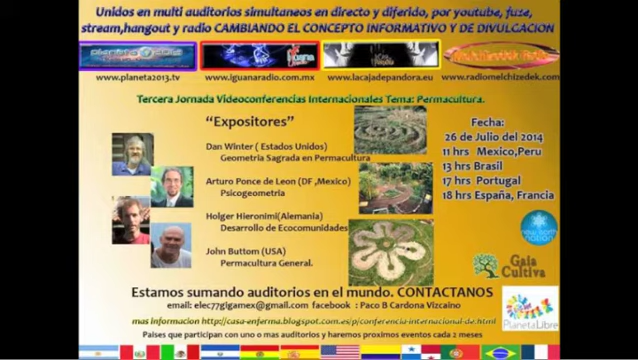 Unidos en multi auditorios simultaneos en directo y diferido, por youtube, fuze,
stream,hangout y radio CAMBIANDO EL CONCEPTO INFORMATIVO Y DE DIVULGACION
www.planeta2013.tv
www.iguanaradio.com.mx
www.lacajadepandora.eu
www.radiomelchizedek.com
Tercera Jornada Videoconferencias Internacionales Tema: Permacultura.
“Expositores”
Dan Winter ( Estados Unidos)
Geometria Sagrada en Permacultura
Arturo Ponce de Leon (DF ,Mexico)
Psicogeometria
Holger Hieronimi(Alemania)
Desarrollo de Ecocomunidades
John Buttom (USA)
Permacultura General.
Fecha:
26 de Julio del 2014
11 hrs Mexico,Peru
13 hrs Brasil
17 hrs Portugal
18 hrs España, Francia
Gaia
Cultiva
PlanetaLibre
Estamos sumando auditorios en el mundo. CONTACTANOS
email: elec77gigamex@gmail.com facebook : Paco B Cardona Vizcaino
mas informacion http://casa-enferma.blogspot.com.es/p/conferencia-internacional-de.html
Paises que participan con uno o mas auditorios y haremos proximos eventos cada 2 meses